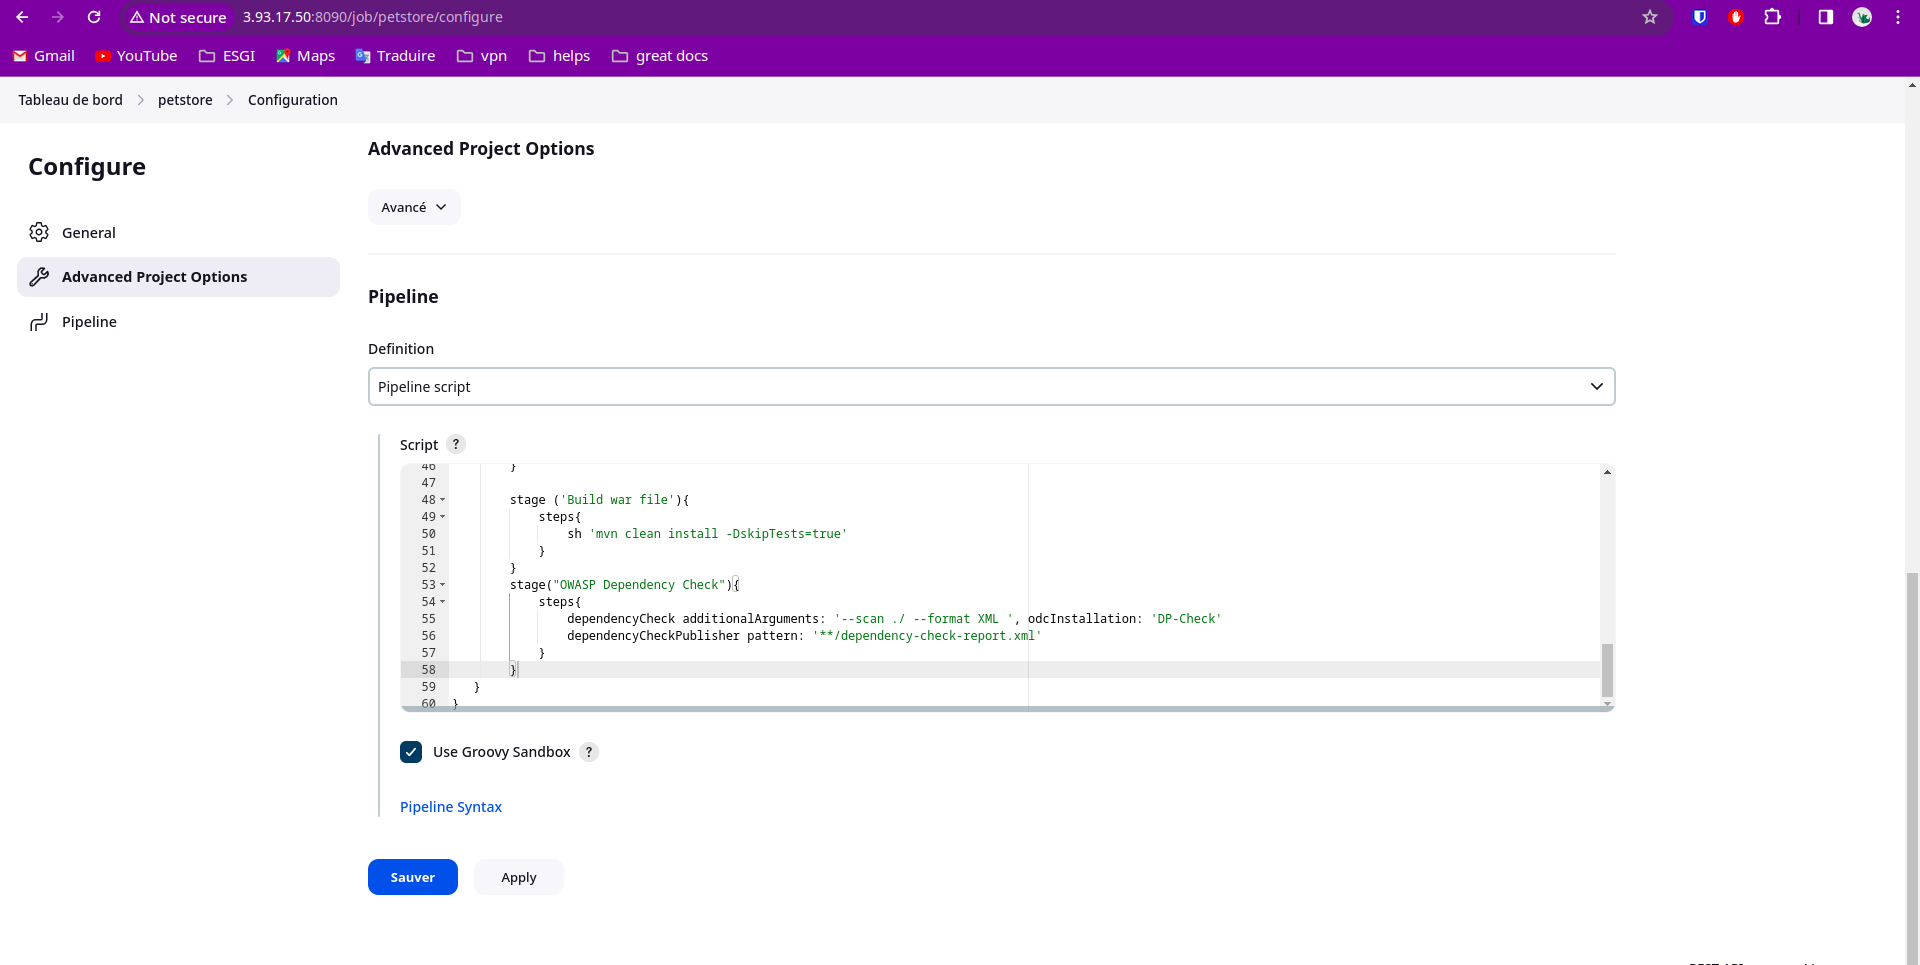 Not secure 3.93.17.50:8090/job/petstore/configure
Gmail YouTube ESGI Maps Traduire vpn helps great docs
Tableau de bord petstore Configuration
Configure
General
Advanced Project Options
Pipeline
Advanced Project Options
Avancé
Pipeline
Definition
Pipeline script
Script ?
46 }
47
48 stage ('Build war file'){
49 steps{
50 sh 'mvn clean install -DskipTests=true'
51 }
52 }
53 stage("OWASP Dependency Check"){
54 steps{
55 dependencyCheck additionalArguments: '--scan ./ --format XML ', odcInstallation: 'DP-Check'
56 dependencyCheckPublisher pattern: '**/dependency-check-report.xml'
57 }
58 }
59 }
60 }
Use Groovy Sandbox ?
Pipeline Syntax
Sauver Apply